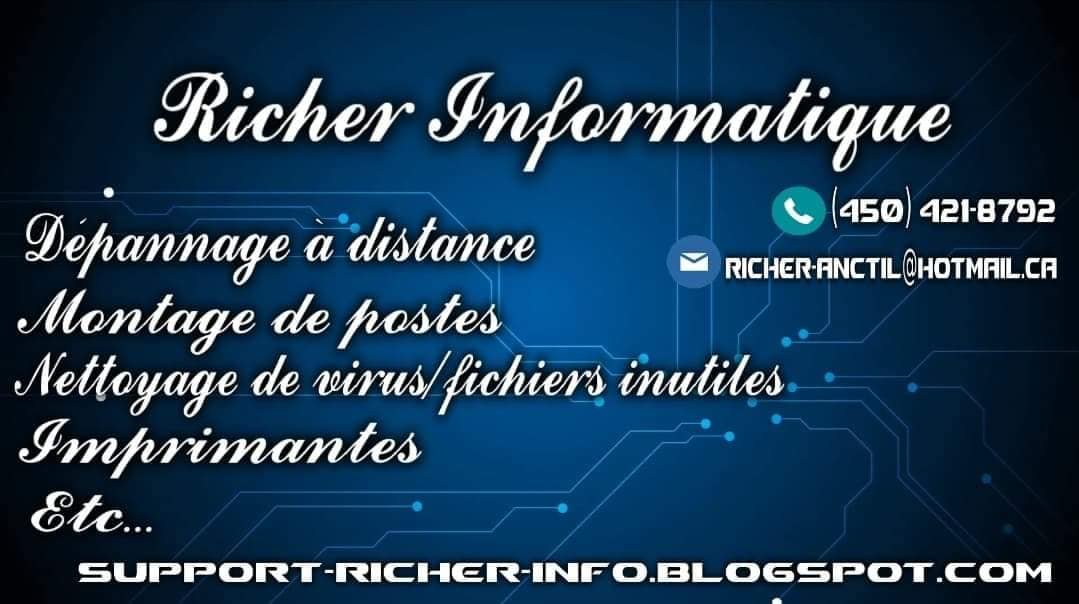 Richer Informatique
(450) 421-8792
RICHER-ANCTIL@HOTMAIL.CA
Dépannage à distance
Montage de postes
Nettoyage de virus/fichiers inutiles
Imprimantes
Etc...
SUPPORT-RICHER-INFO.BLOGSPOT.COM